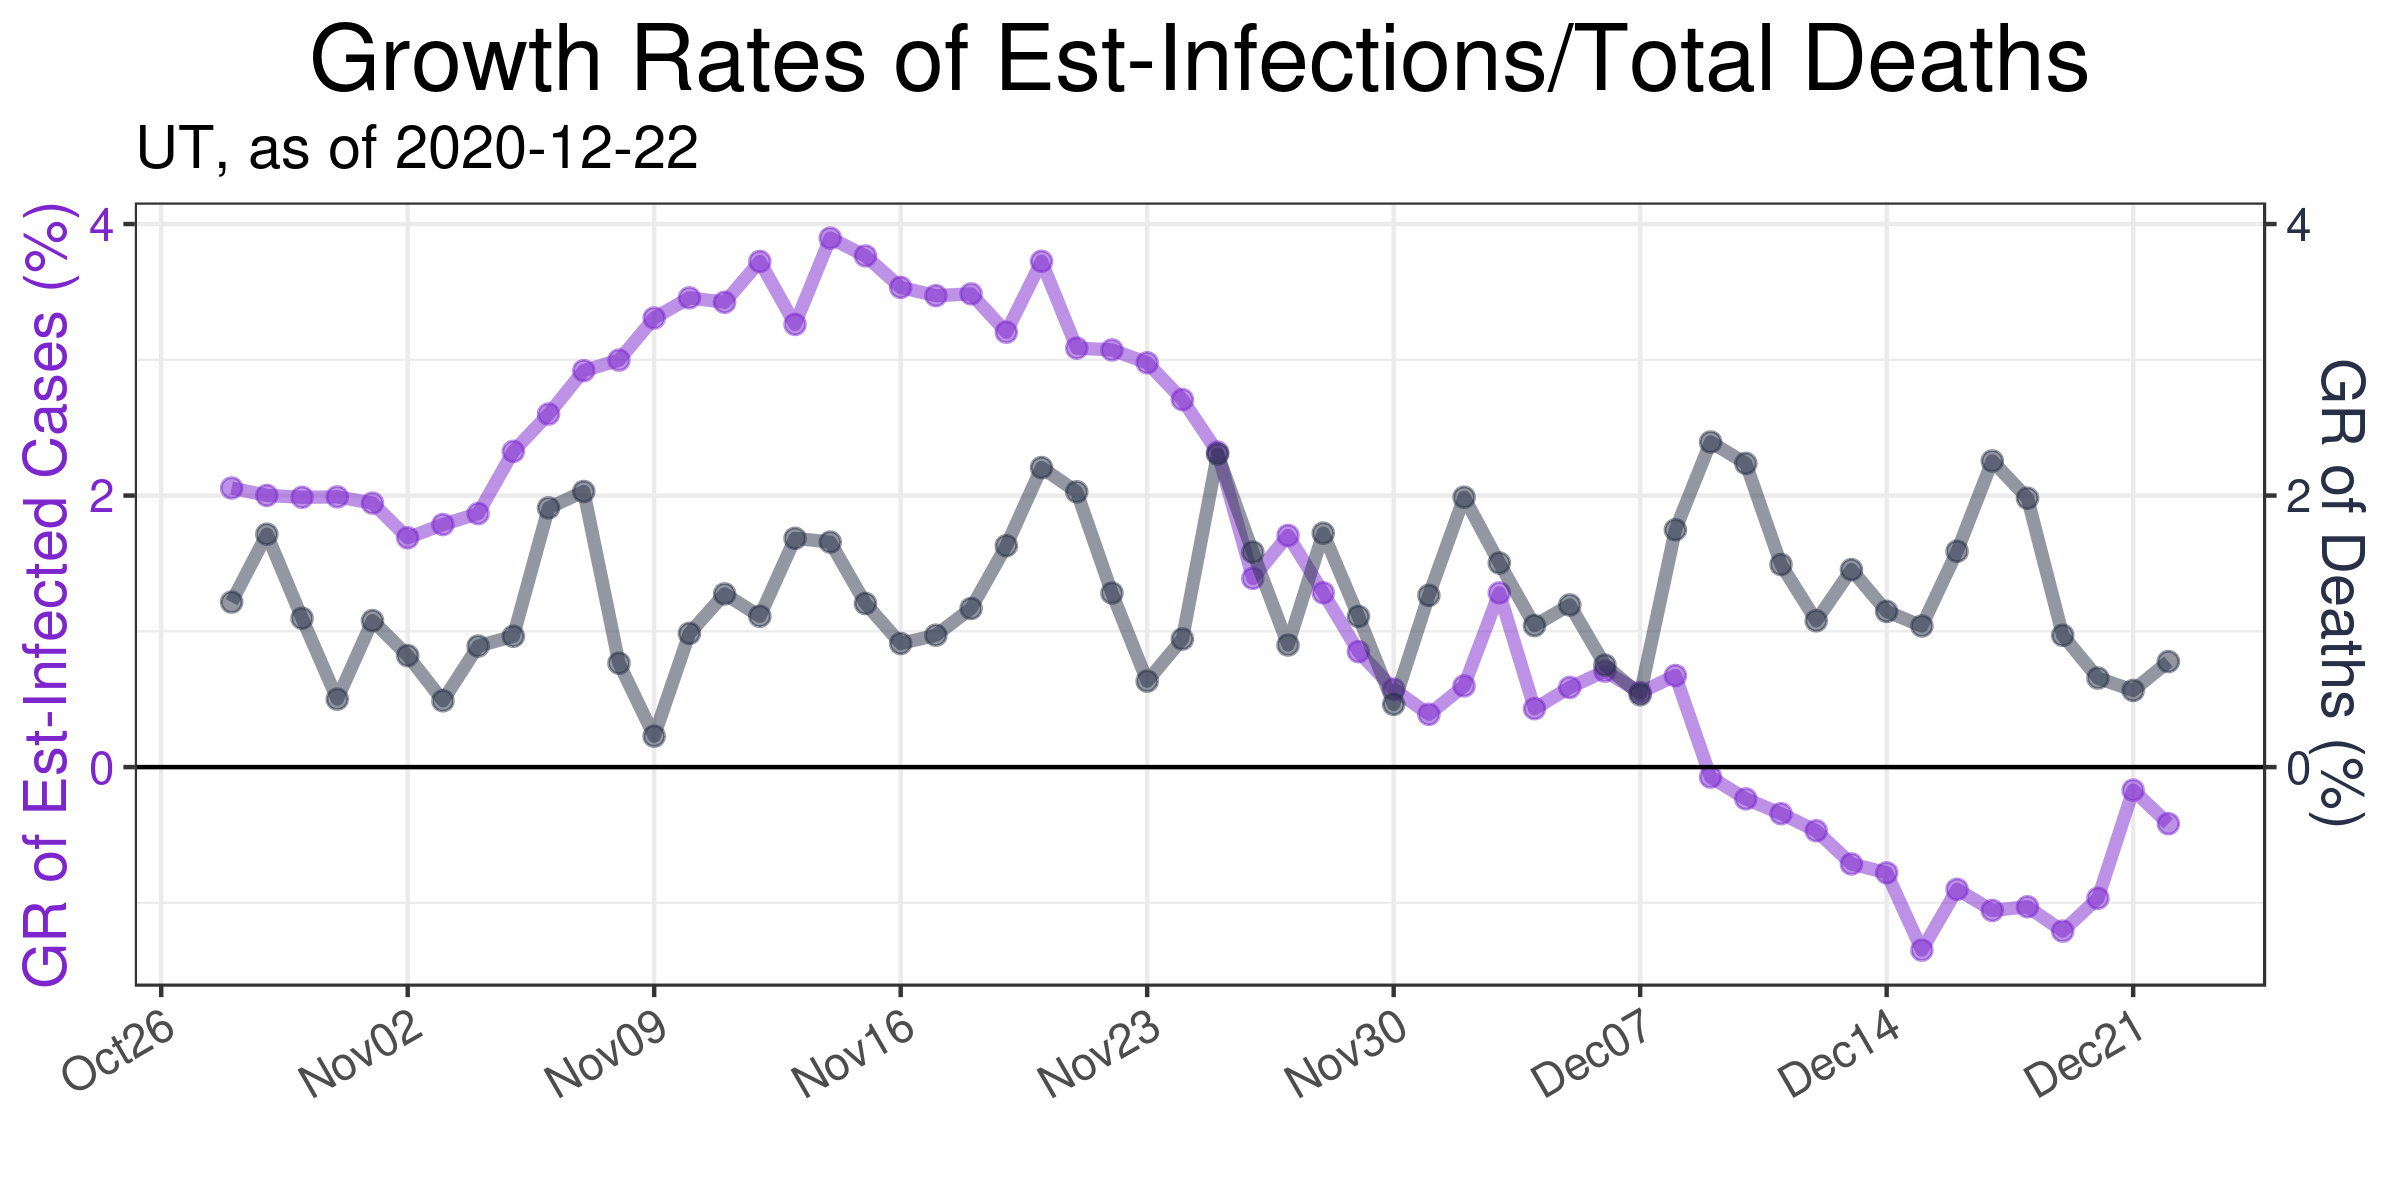 Growth Rates of Est-Infections/Total Deaths
UT, as of 2020-12-22
GR of Est-Infected Cases (%)
4
2
0
4
2
0
GR of Deaths (%)
Oct26
Nov02
Nov09
Nov16
Nov23
Nov30
Dec07
Dec14
Dec21